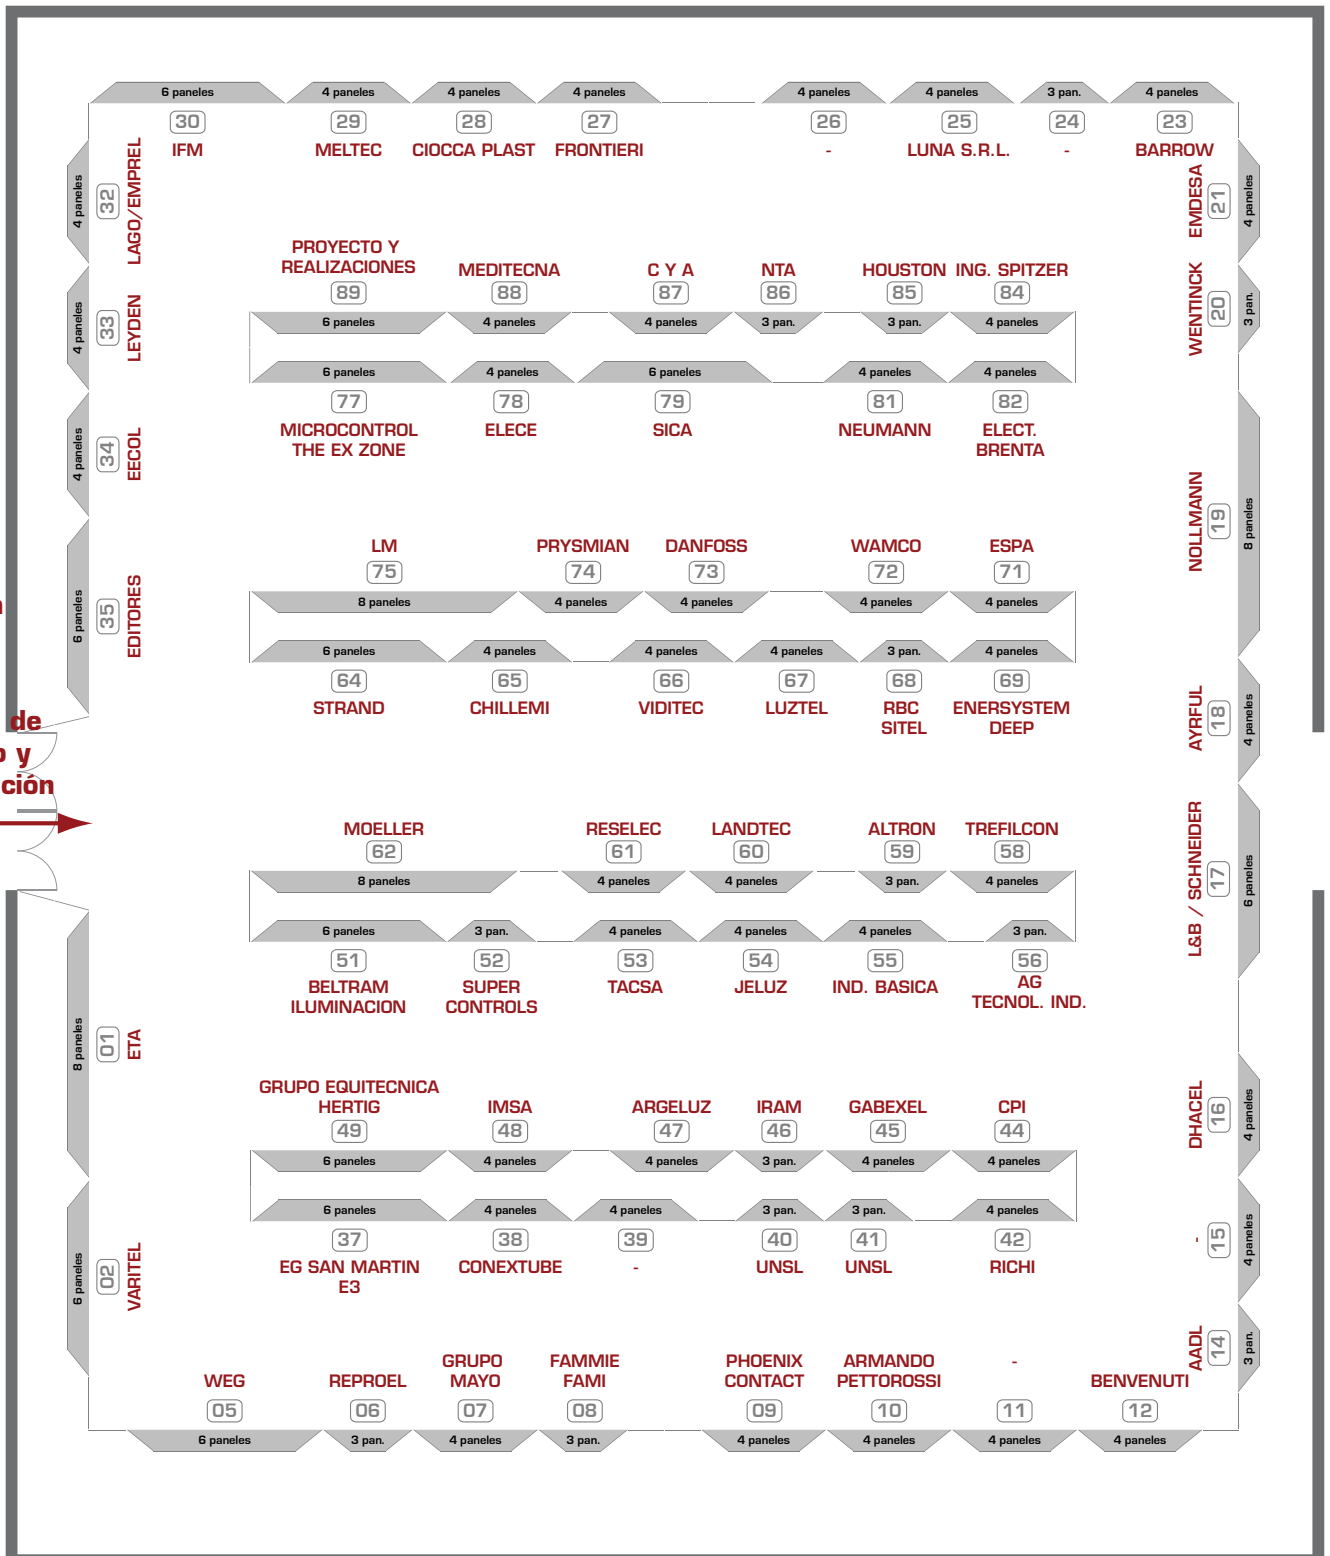 6 paneles
4 paneles
4 paneles
4 paneles
4 paneles
4 paneles
3 pan.
4 paneles
30
29
28
27
26
25
24
23
IFM
MELTEC
CIOCCA PLAST
FRONTIERI
-
LUNA S.R.L.
-
BARROW
4 paneles
32
LAGO/EMPREL
4 paneles
33
LEYDEN
4 paneles
34
EECOL
6 paneles
35
EDITORES
EMDESA
21
4 paneles
WENTINCK
20
3 pan.
NOLLMANN
19
8 paneles
AYRFUL
18
4 paneles
L&B / SCHNEIDER
17
6 paneles
DHACEL
16
4 paneles
-
15
4 paneles
AADL
14
3 pan.
PROYECTO Y
REALIZACIONES
MEDITECNA
C Y A
NTA
HOUSTON
ING. SPITZER
89
88
87
86
85
84
6 paneles
4 paneles
4 paneles
3 pan.
3 pan.
4 paneles
6 paneles
4 paneles
6 paneles
4 paneles
4 paneles
77
78
79
81
82
MICROCONTROL
THE EX ZONE
ELECE
SICA
NEUMANN
ELECT.
BRENTA
LM
PRYSMIAN
DANFOSS
WAMCO
ESPA
75
74
73
72
71
8 paneles
4 paneles
4 paneles
4 paneles
4 paneles
6 paneles
4 paneles
4 paneles
4 paneles
3 pan.
4 paneles
64
65
66
67
68
69
STRAND
CHILLEMI
VIDITEC
LUZTEL
RBC
SITEL
ENERSYSTEM
DEEP
de
y
ción
MOELLER
RESELEC
LANDTEC
ALTRON
TREFILCON
62
61
60
59
58
8 paneles
4 paneles
4 paneles
3 pan.
4 paneles
6 paneles
3 pan.
4 paneles
4 paneles
4 paneles
3 pan.
51
52
53
54
55
56
BELTRAM
ILUMINACION
SUPER
CONTROLS
TACSA
JELUZ
IND. BASICA
AG
TECNOL. IND.
8 paneles
01
ETA
6 paneles
02
VARITEL
GRUPO EQUITECNICA
HERTIG
IMSA
ARGELUZ
IRAM
GABEXEL
CPI
49
48
47
46
45
44
6 paneles
4 paneles
4 paneles
3 pan.
4 paneles
4 paneles
6 paneles
4 paneles
4 paneles
3 pan.
3 pan.
4 paneles
37
38
39
40
41
42
EG SAN MARTIN
E3
CONEXTUBE
-
UNSL
UNSL
RICHI
WEG
REPROEL
GRUPO
MAYO
FAMMIE
FAMI
PHOENIX
CONTACT
ARMANDO
PETTOROSSI
-
BENVENUTI
05
06
07
08
09
10
11
12
6 paneles
3 pan.
4 paneles
3 pan.
4 paneles
4 paneles
4 paneles
4 paneles